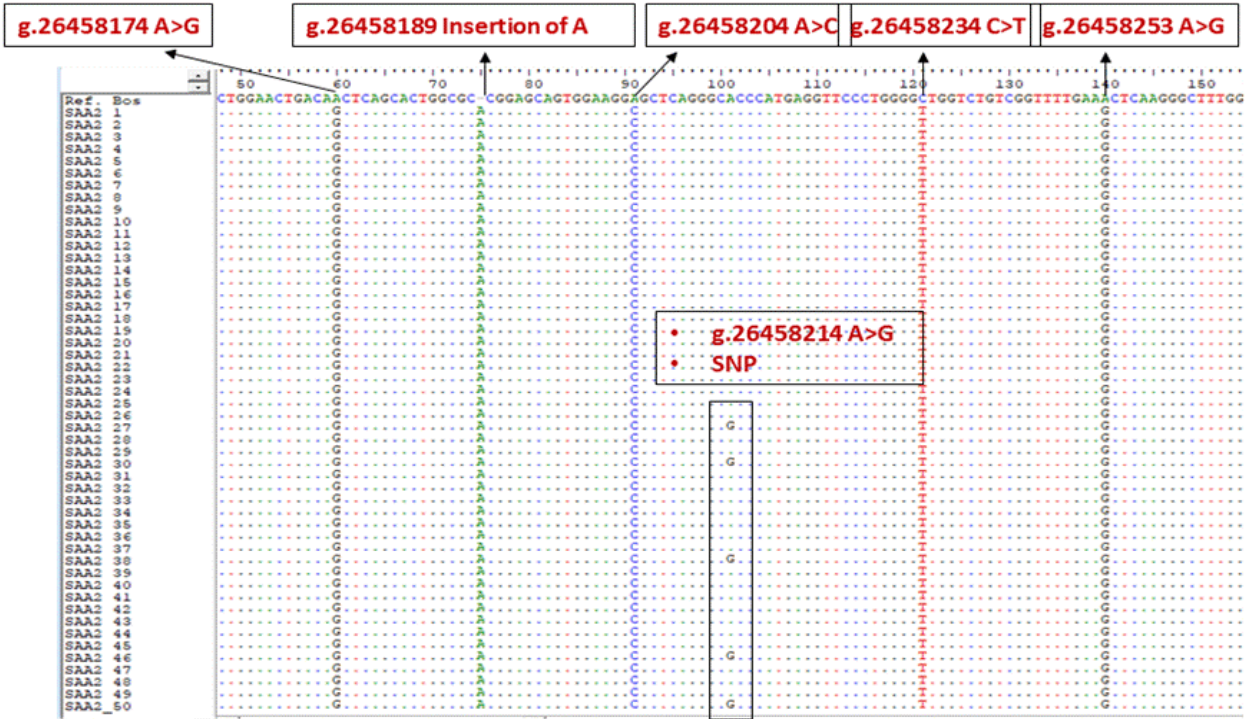 g.26458174 A>G g.26458189 Insertion of A g.26458204 A>C g.26458234 C>T g.26458253 A>G
50 60 70 80 90 100 110 120 130 140 150
Ref. Bos CTGGAACTGACAACTCAGCACTGGCGC-CGGAGCAGTGGAAGGAGCTCAGGGCACCCATGAGGTTCCCTGGGGCTGGTCTGTCGGTTTTGAAACTCAAGGGCTTTGG
SAA2 1 G A C T G
SAA2 2 G A C T G
SAA2 3 G A C T G
SAA2 4 G A C T G
SAA2 5 G A C T G
SAA2 6 G A C T G
SAA2 7 G A C T G
SAA2 8 G A C T G
SAA2 9 G A C T G
SAA2 10 G A C T G
SAA2 11 G A C T G
SAA2 12 G A C T G
SAA2 13 G A C T G
SAA2 14 G A C T G
SAA2 15 G A C T G
SAA2 16 G A C T G
SAA2 17 G A C T G
SAA2 18 G A C T G
SAA2 19 G A C T G
• g.26458214 A>G
SAA2 20 G A C T G
SAA2 21 G A C T G
• SNP
SAA2 22 G A C T G
SAA2 23 G A C T G
SAA2 24 G A C T G
SAA2 25 G A C T G
SAA2 26 G A C T G
SAA2 27 G A C G T G
SAA2 28 G A C T G
SAA2 29 G A C T G
SAA2 30 G A C G T G
SAA2 31 G A C T G
SAA2 32 G A C T G
SAA2 33 G A C T G
SAA2 34 G A C T G
SAA2 35 G A C T G
SAA2 36 G A C T G
SAA2 37 G A C T G
SAA2 38 G A C G T G
SAA2 39 G A C T G
SAA2 40 G A C T G
SAA2 41 G A C T G
SAA2 42 G A C T G
SAA2 43 G A C T G
SAA2 44 G A C T G
SAA2 45 G A C T G
SAA2 46 G A C G T G
SAA2 47 G A C T G
SAA2 48 G A C T G
SAA2 49 G A C T G
SAA2_50 G A C G T G